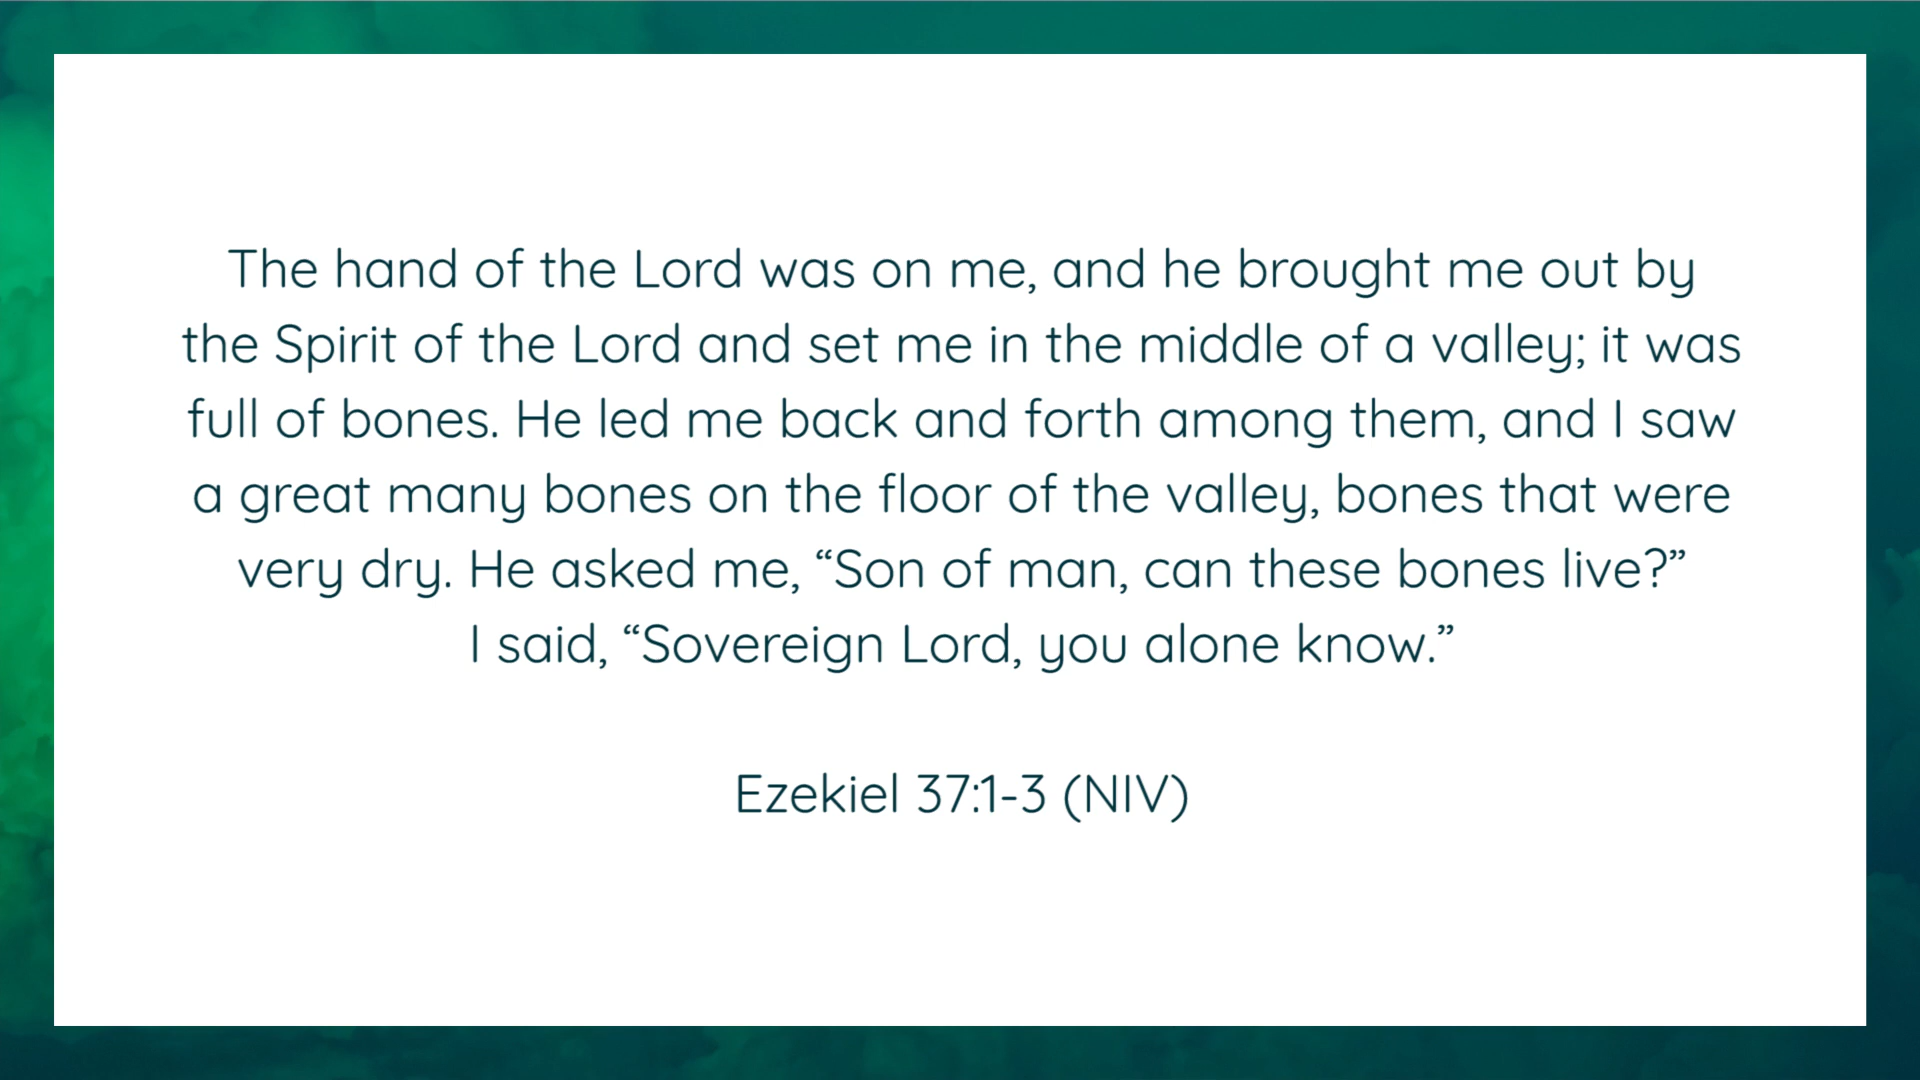 The hand of the Lord was on me, and he brought me out by
the Spirit of the Lord and set me in the middle of a valley; it was
full of bones. He led me back and forth among them, and I saw
a great many bones on the floor of the valley, bones that were
very dry. He asked me, “Son of man, can these bones live?”
I said, “Sovereign Lord, you alone know.”
Ezekiel 37:1-3 (NIV)